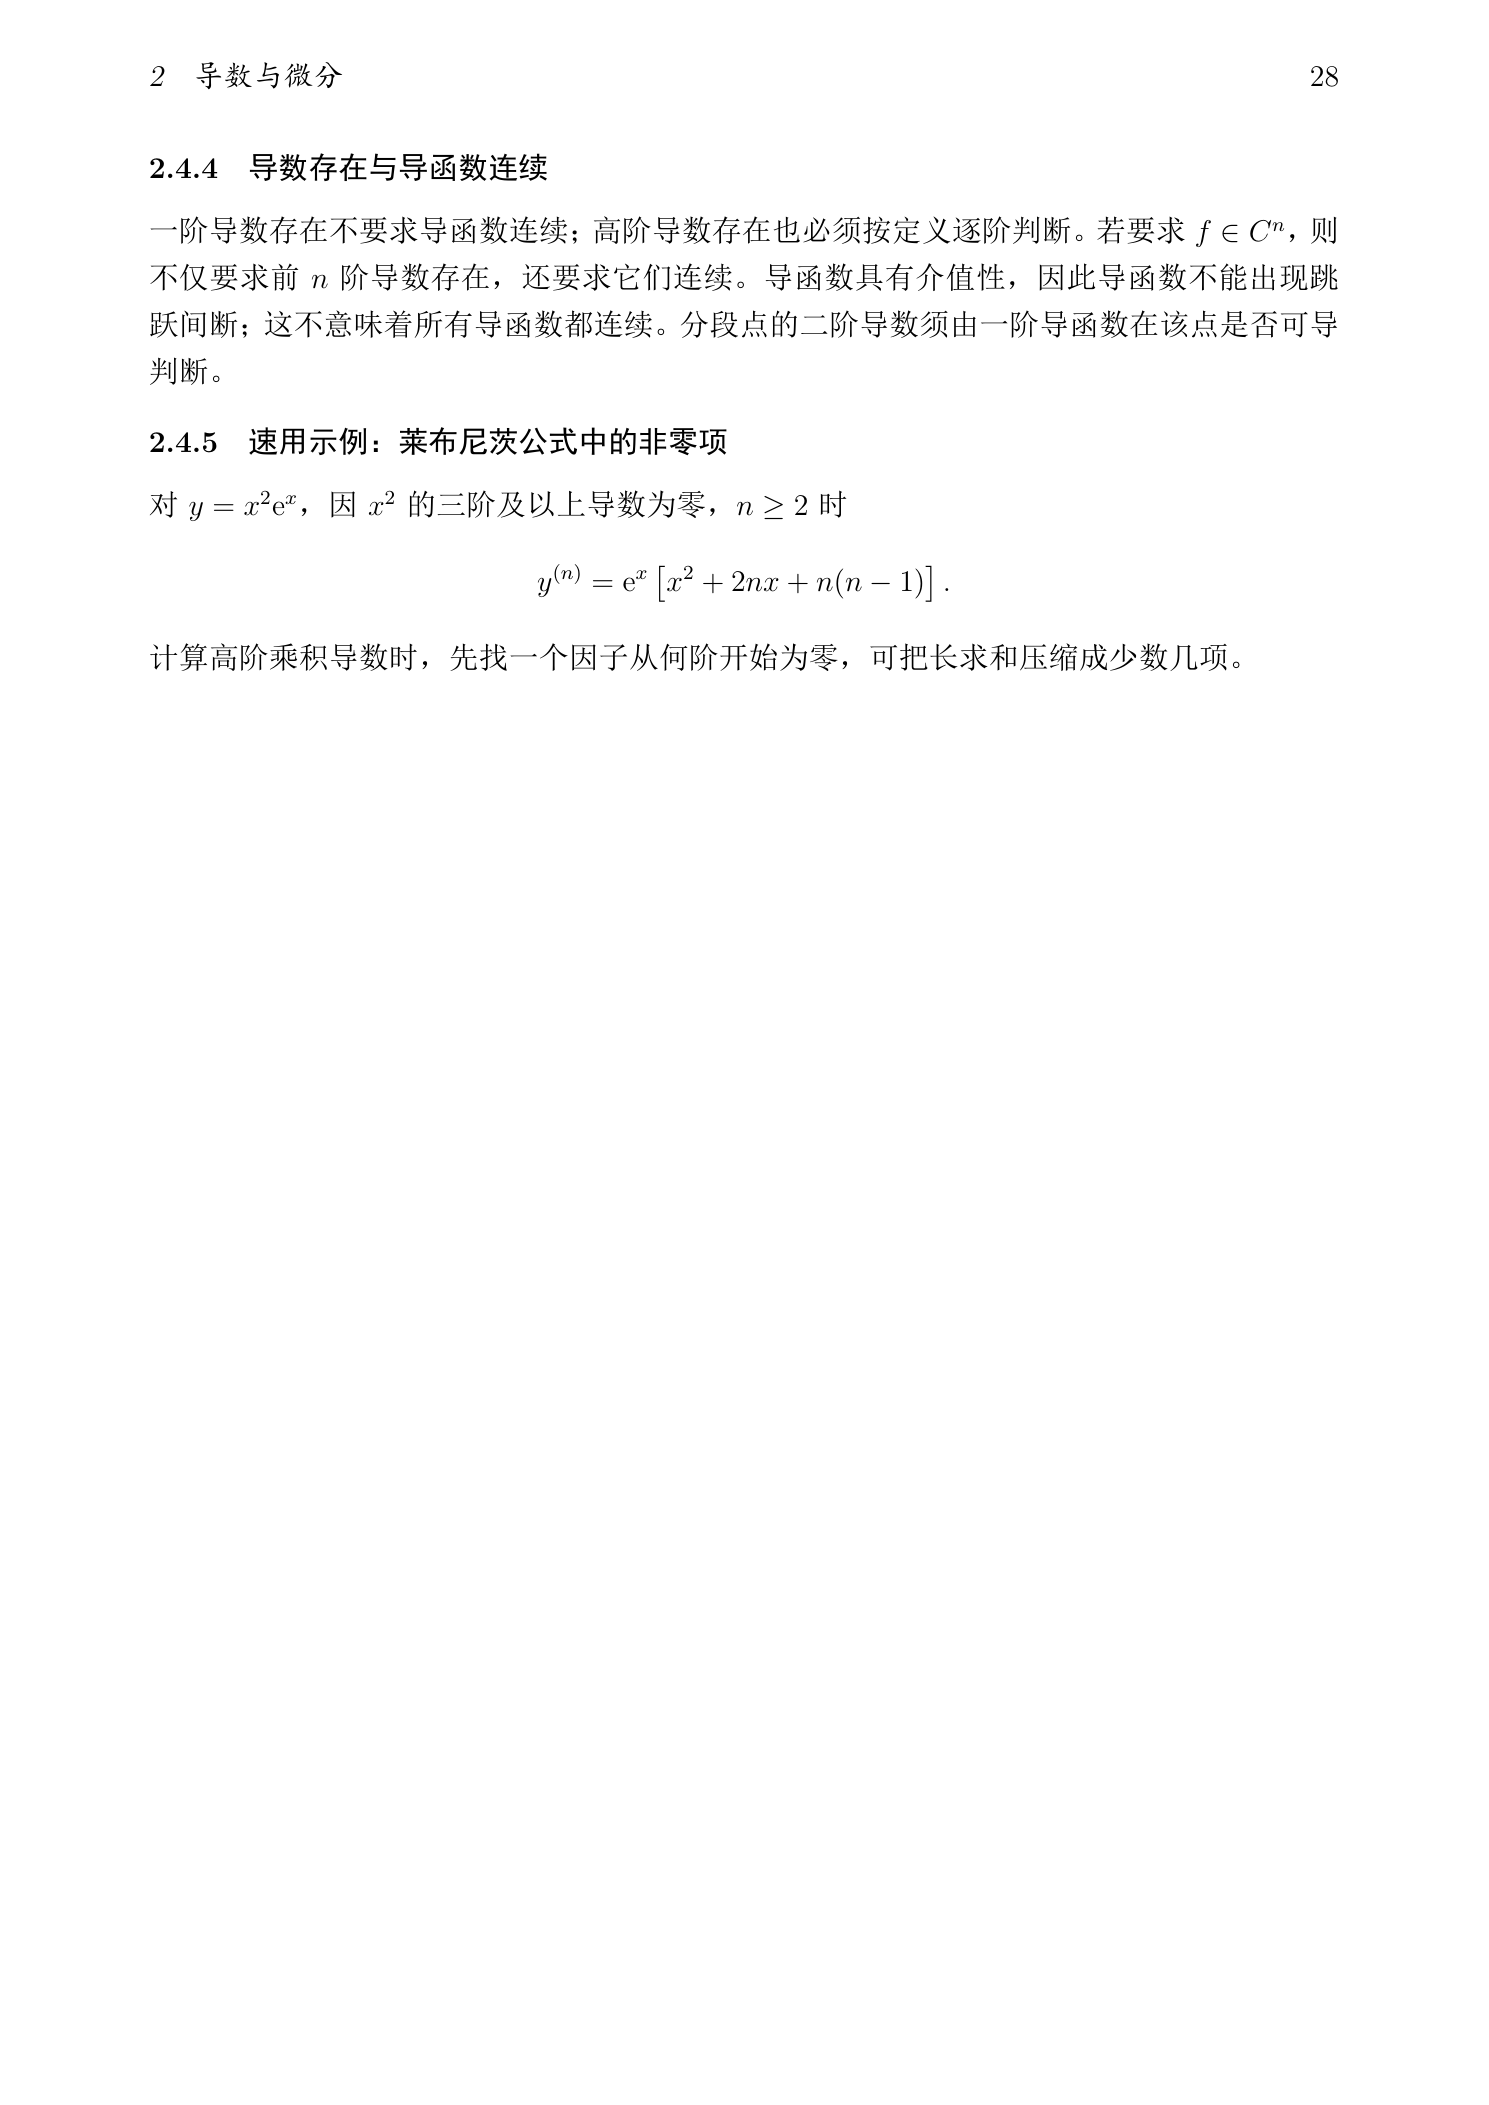 2 导数与微分 28
2.4.4 导数存在与导函数连续
一阶导数存在不要求导函数连续；高阶导数存在也必须按定义逐阶判断。若要求 f ∈ Cⁿ，则
不仅要求前 n 阶导数存在，还要求它们连续。导函数具有介值性，因此导函数不能出现跳
跃间断；这不意味着所有导函数都连续。分段点的二阶导数须由一阶导函数在该点是否可导
判断。
2.4.5 速用示例：莱布尼茨公式中的非零项
对 y = x²eˣ，因 x² 的三阶及以上导数为零，n ≥ 2 时
y⁽ⁿ⁾ = eˣ [x² + 2nx + n(n − 1)] .
计算高阶乘积导数时，先找一个因子从何阶开始为零，可把长求和压缩成少数几项。